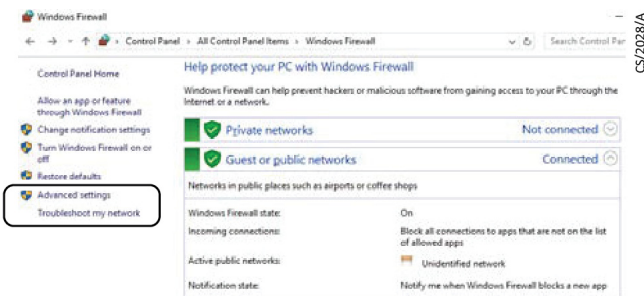 Windows Firewall
Control Panel > All Control Panel Items > Windows Firewall
Search Control Par
CS/2028/A
Control Panel Home
Allow an app or feature
through Windows Firewall
Change notification settings
Turn Windows Firewall on or
off
Restore defaults
Advanced settings
Troubleshoot my network
Help protect your PC with Windows Firewall
Windows Firewall can help prevent hackers or malicious software from gaining access to your PC through the
Internet or a network.
Private networks Not connected
Guest or public networks Connected
Networks in public places such as airports or coffee shops
Windows Firewall state: On
Incoming connections: Block all connections to apps that are not on the list
of allowed apps
Active public networks: Unidentified network
Notification state: Notify me when Windows Firewall blocks a new app